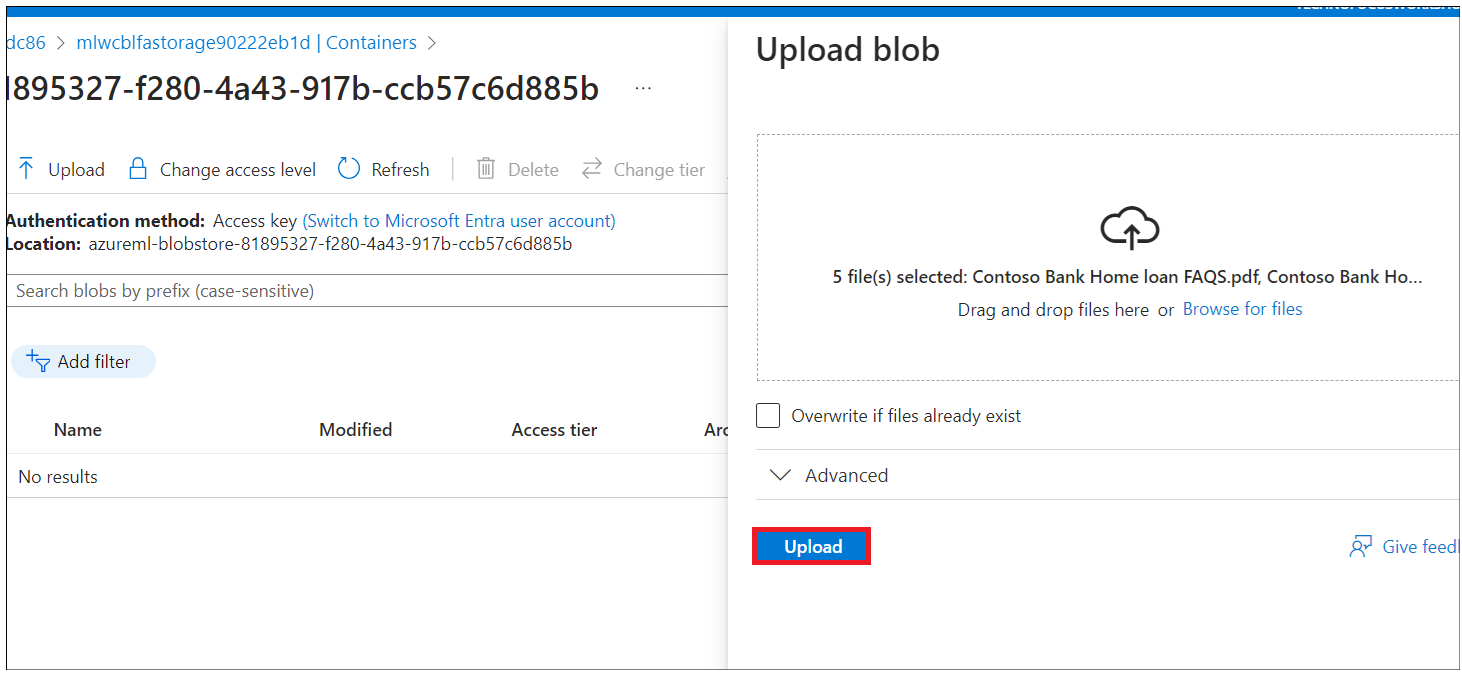 dc86 > mlwcblfastorage90222eb1d | Containers >
895327-f280-4a43-917b-ccb57c6d885b ...
Upload Change access level Refresh Delete Change tier
Authentication method: Access key (Switch to Microsoft Entra user account)
Location: azureml-blobstore-81895327-f280-4a43-917b-ccb57c6d885b
Search blobs by prefix (case-sensitive)
Add filter
Name Modified Access tier Arc
No results
Upload blob
5 file(s) selected: Contoso Bank Home loan FAQS.pdf, Contoso Bank Ho...
Drag and drop files here or Browse for files
Overwrite if files already exist
Advanced
Upload
Give feed